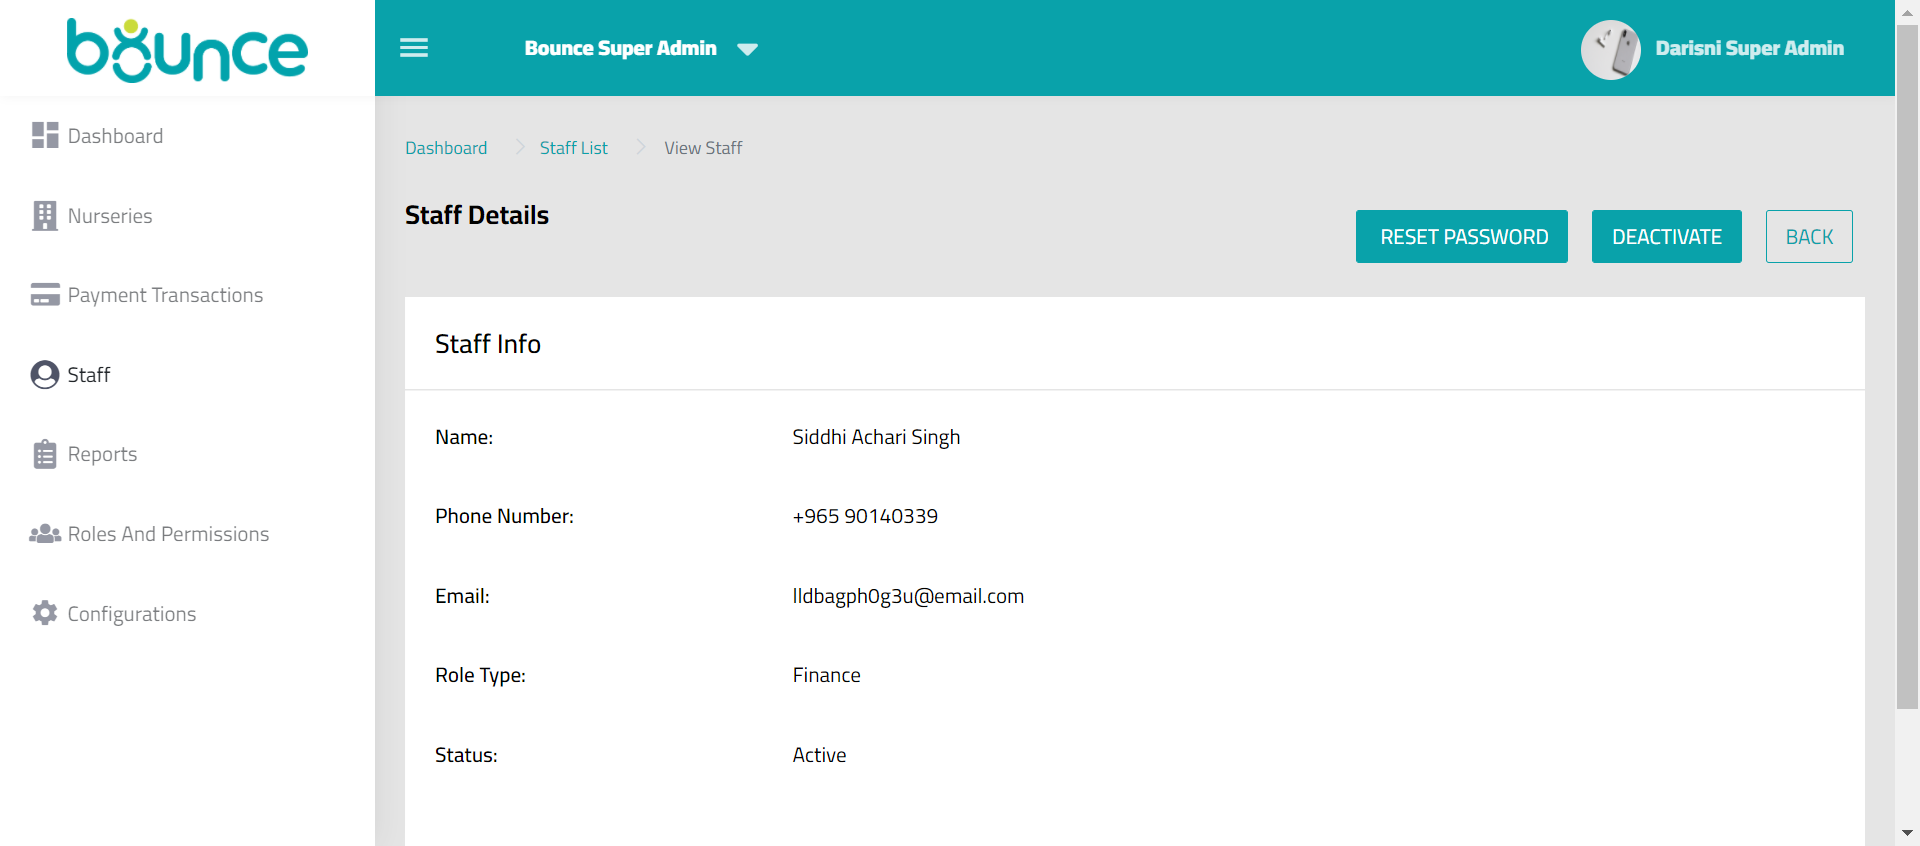 bounce
Bounce Super Admin
Darisni Super Admin
Dashboard
Nurseries
Payment Transactions
Staff
Reports
Roles And Permissions
Configurations
Dashboard
Staff List
View Staff
Staff Details
RESET PASSWORD
DEACTIVATE
BACK
Staff Info
Name: Siddhi Achari Singh
Phone Number: +965 90140339
Email: lldbagph0g3u@email.com
Role Type: Finance
Status: Active